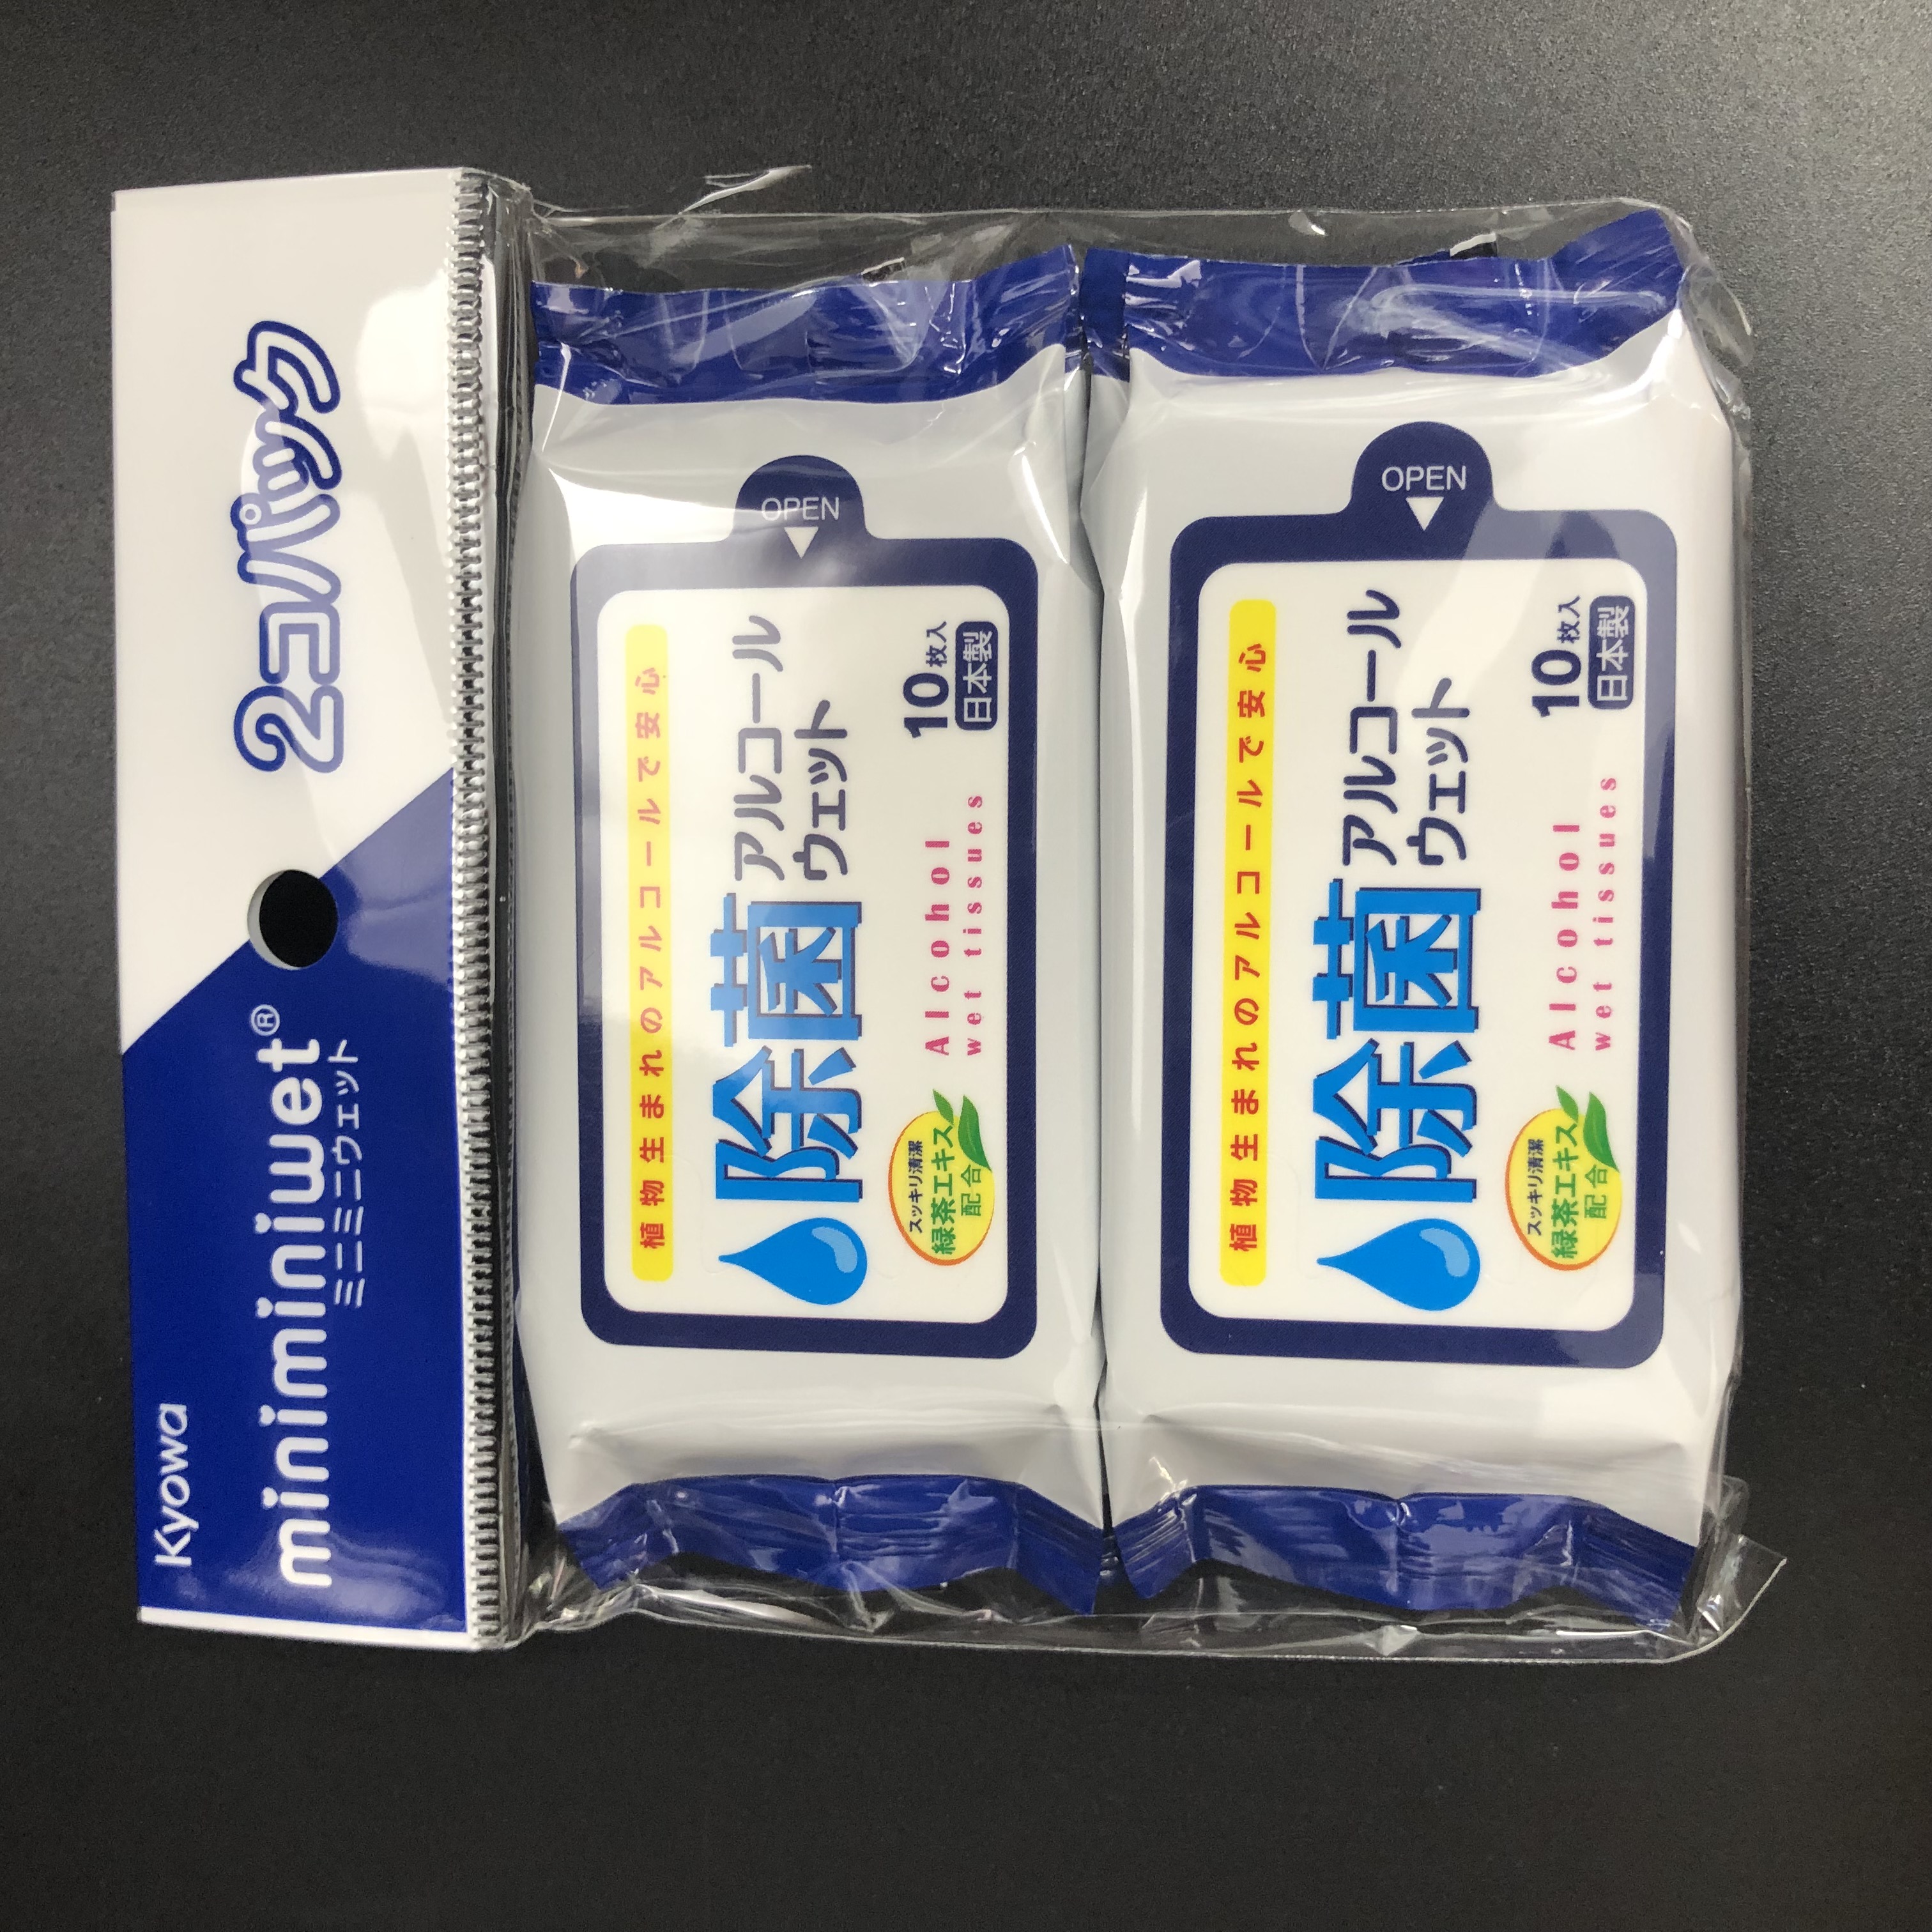 Kyowa
miniminiwet®
ミニミニウェット
2コパック
OPEN
植物生まれのアルコールで安心
除菌
アルコール
ウェット
スッキリ清潔
緑茶エキス
配合
Alcohol
wet tissues
10枚入
日本製
OPEN
植物生まれのアルコールで安心
除菌
アルコール
ウェット
スッキリ清潔
緑茶エキス
配合
Alcohol
wet tissues
10枚入
日本製